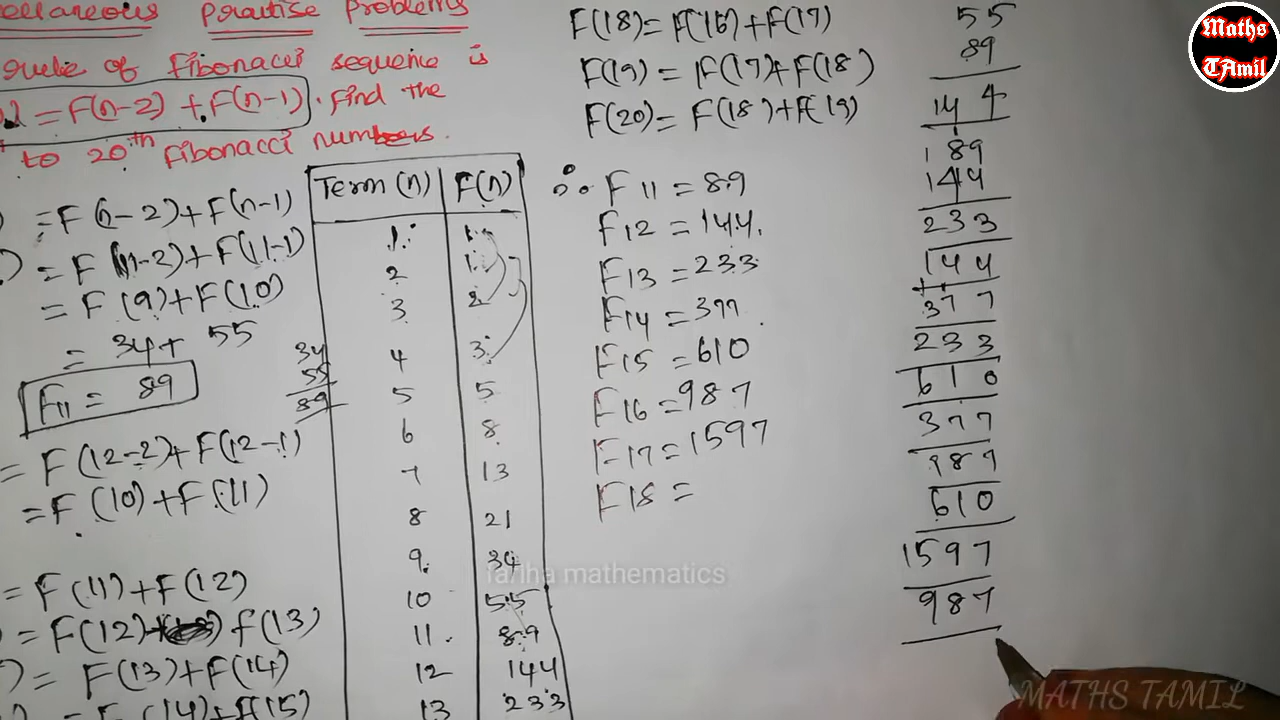 ellaneous Practise Problems
rule of Fibonacci sequence is
= F(n-2) + F(n-1). Find the
to 20th Fibonacci numbers.
= F(n-2) + F(n-1)
= F(11-2) + F(11-1)
= F(9) + F(10)
= 34 + 55
F11 = 89
34
55
89
= F(12-2) + F(12-1)
= F(10) + F(11)
= F(11) + F(12)
= F(12) + f(13)
= F(13) + F(14)
= F(14) + F(15)
Term (n) F(n)
1 1
2 1
3 2
4 3
5 5
6 8
7 13
8 21
9 34
10 55
11 89
12 144
13 233
F(18) = F(16) + F(17)
F(19) = F(17) + F(18)
F(20) = F(18) + F(19)
∴ F11 = 89
F12 = 144.
F13 = 233
F14 = 377
F15 = 610
F16 = 987
F17 = 1597
F18 =
55
89
144
189
144
233
144
377
233
610
377
987
610
1597
987
Maths
TAmil
fariha mathematics
MATHS TAMIL